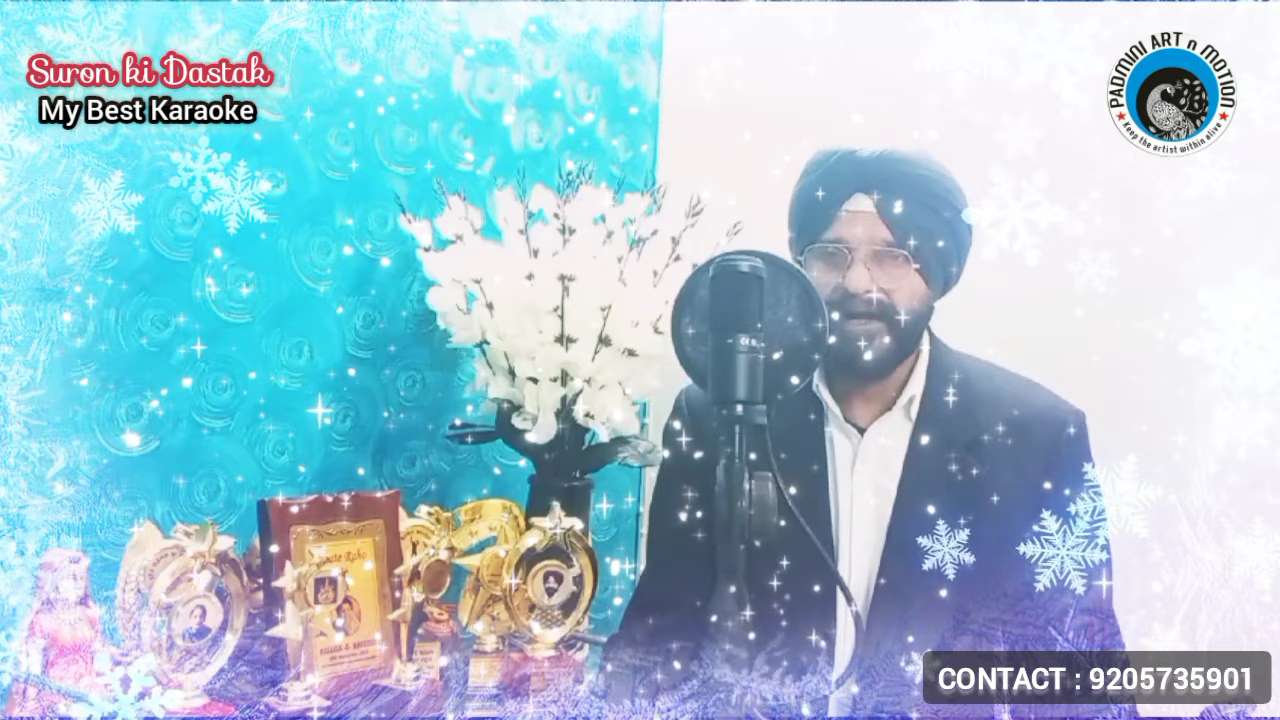 Suron ki Dastak
My Best Karaoke
PADMINI ART n MOTION
Keep the artist within alive
CONTACT : 9205735901